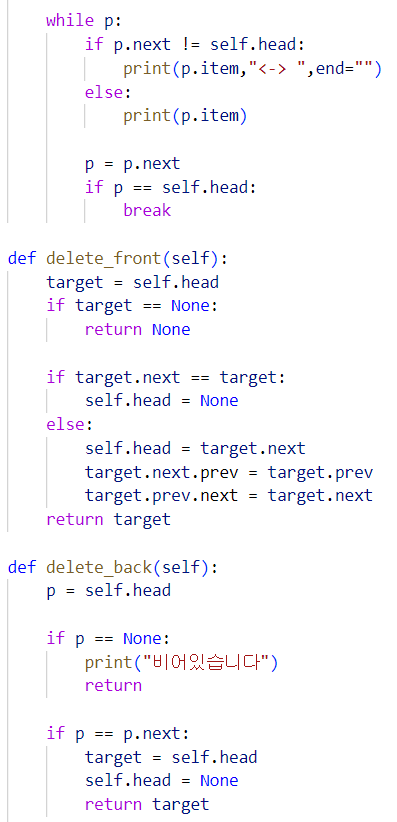 while p:
    if p.next != self.head:
        print(p.item,"<-> ",end="")
    else:
        print(p.item)

    p = p.next
    if p == self.head:
        break

def delete_front(self):
    target = self.head
    if target == None:
        return None

    if target.next == target:
        self.head = None
    else:
        self.head = target.next
        target.next.prev = target.prev
        target.prev.next = target.next
    return target

def delete_back(self):
    p = self.head

    if p == None:
        print("비어있습니다")
        return

    if p == p.next:
        target = self.head
        self.head = None
        return target